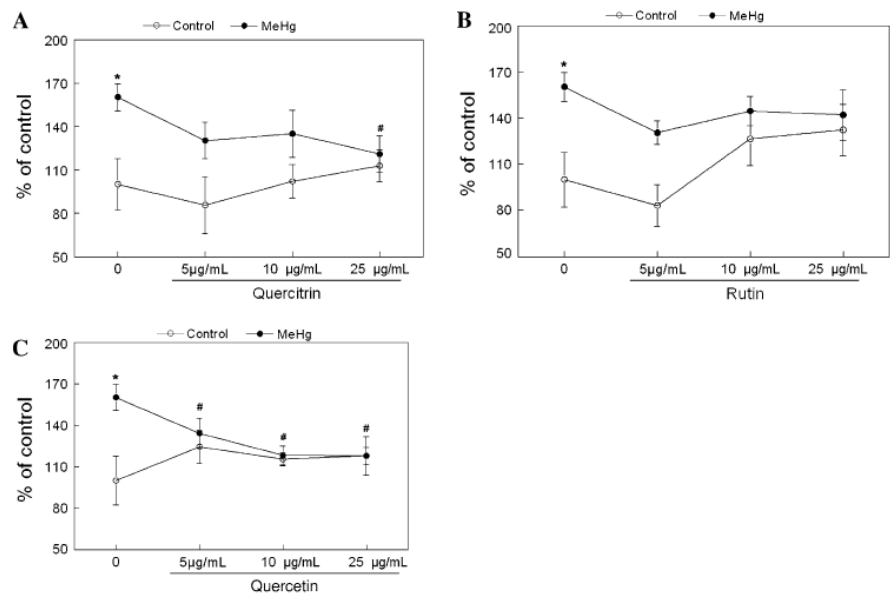 A
Control MeHg
200
170
140
110
80
50
% of control
*
#
0 5µg/mL 10 µg/mL 25 µg/mL
Quercitrin
B
Control MeHg
200
170
140
110
80
50
% of control
*
0 5µg/mL 10 µg/mL 25 µg/mL
Rutin
C
Control MeHg
200
170
140
110
80
50
% of control
*
# # #
0 5µg/mL 10 µg/mL 25 µg/mL
Quercetin